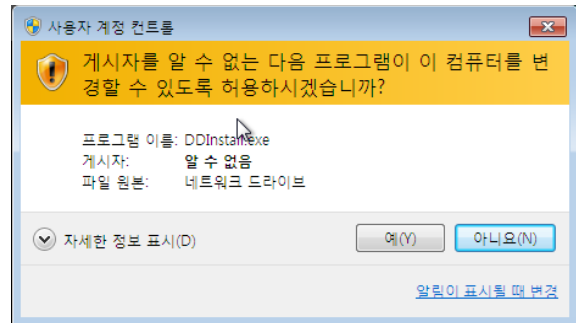 사용자 계정 컨트롤
게시자를 알 수 없는 다음 프로그램이 이 컴퓨터를 변
경할 수 있도록 허용하시겠습니까?
프로그램 이름: DDInstall.exe
게시자: 알 수 없음
파일 원본: 네트워크 드라이브
자세한 정보 표시(D)
예(Y)
아니요(N)
알림이 표시될 때 변경